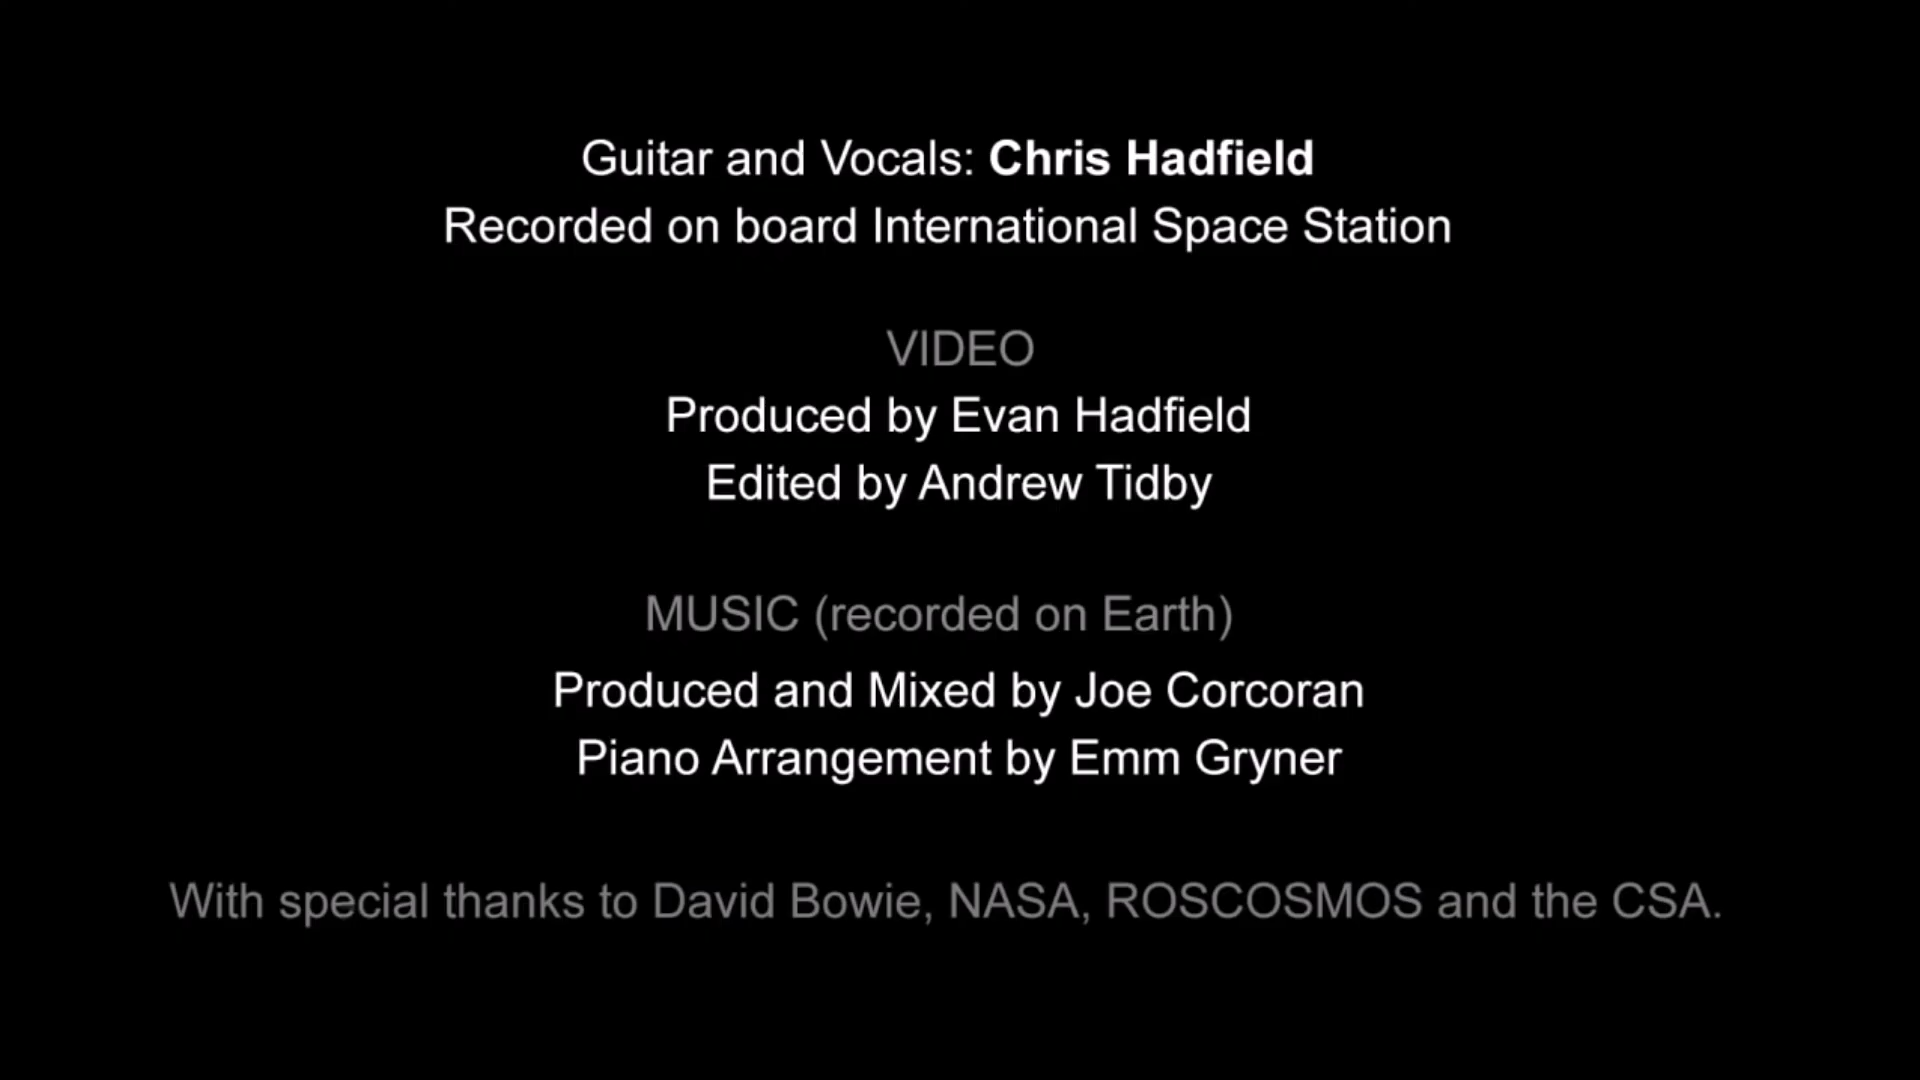 Guitar and Vocals: Chris Hadfield
Recorded on board International Space Station
VIDEO
Produced by Evan Hadfield
Edited by Andrew Tidby
MUSIC (recorded on Earth)
Produced and Mixed by Joe Corcoran
Piano Arrangement by Emm Gryner
With special thanks to David Bowie, NASA, ROSCOSMOS and the CSA.